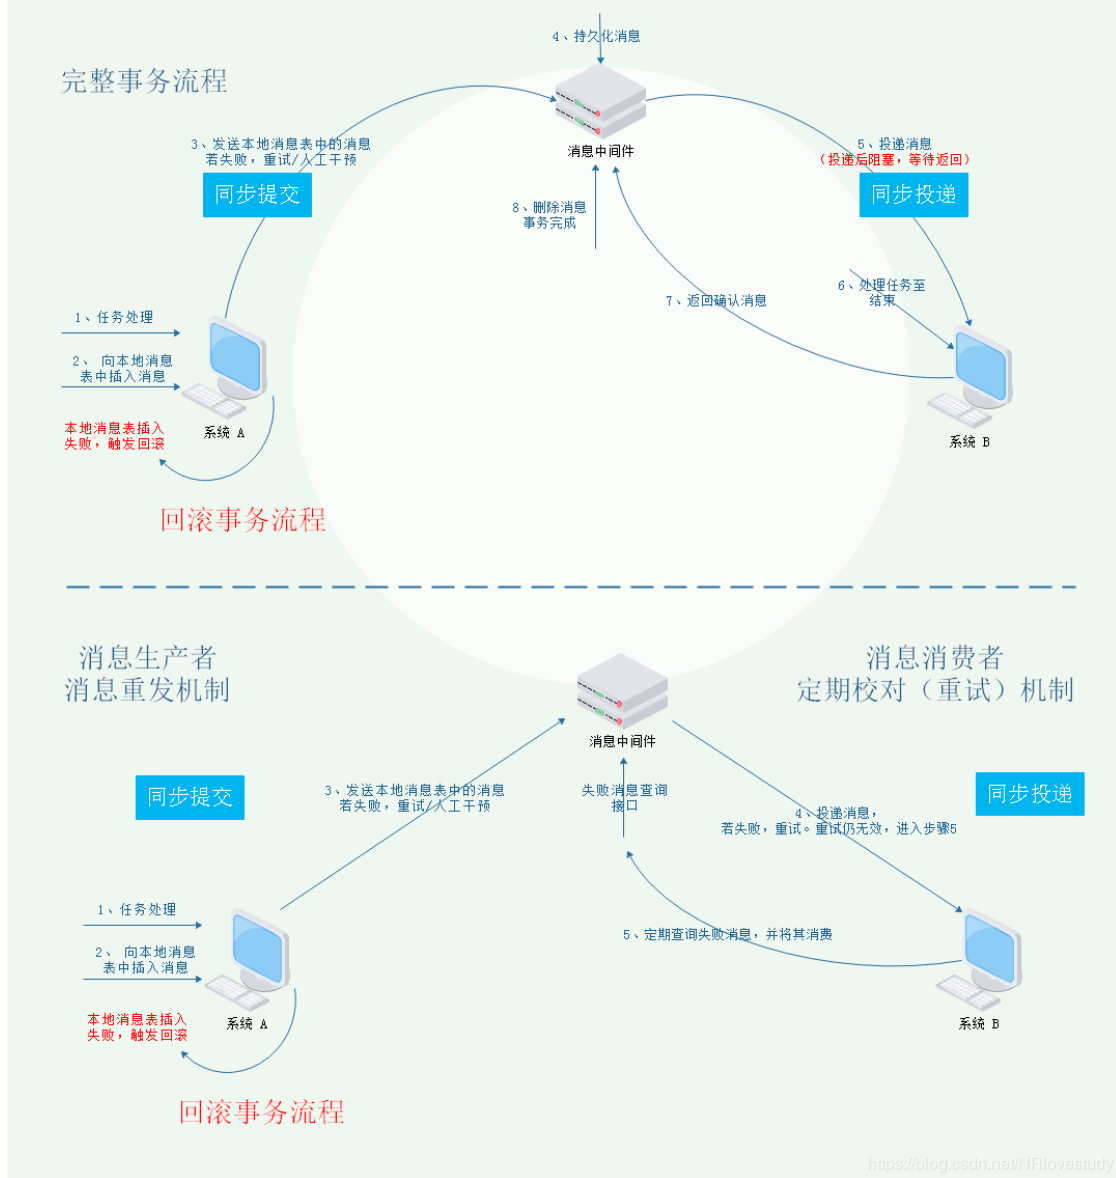 4、持久化消息
完整事务流程
3、发送本地消息表中的消息
若失败，重试/人工干预
同步提交
消息中间件
5、投递消息
（投递后阻塞，等待返回）
同步投递
8、删除消息
事务完成
6、处理任务至
结束
7、返回确认消息
1、任务处理
2、 向本地消息
表中插入消息
本地消息表插入
失败，触发回滚
系统 A
系统 B
回滚事务流程
消息生产者
消息重发机制
消息消费者
定期校对（重试）机制
消息中间件
同步提交
3、发送本地消息表中的消息
若失败，重试/人工干预
失败消息查询
接口
同步投递
4、投递消息，
若失败，重试。重试仍无效，进入步骤5
1、任务处理
2、 向本地消息
表中插入消息
5、定期查询失败消息，并将其消费
本地消息表插入
失败，触发回滚
系统 A
系统 B
回滚事务流程
https://blog.csdn.net/NRlovestudy